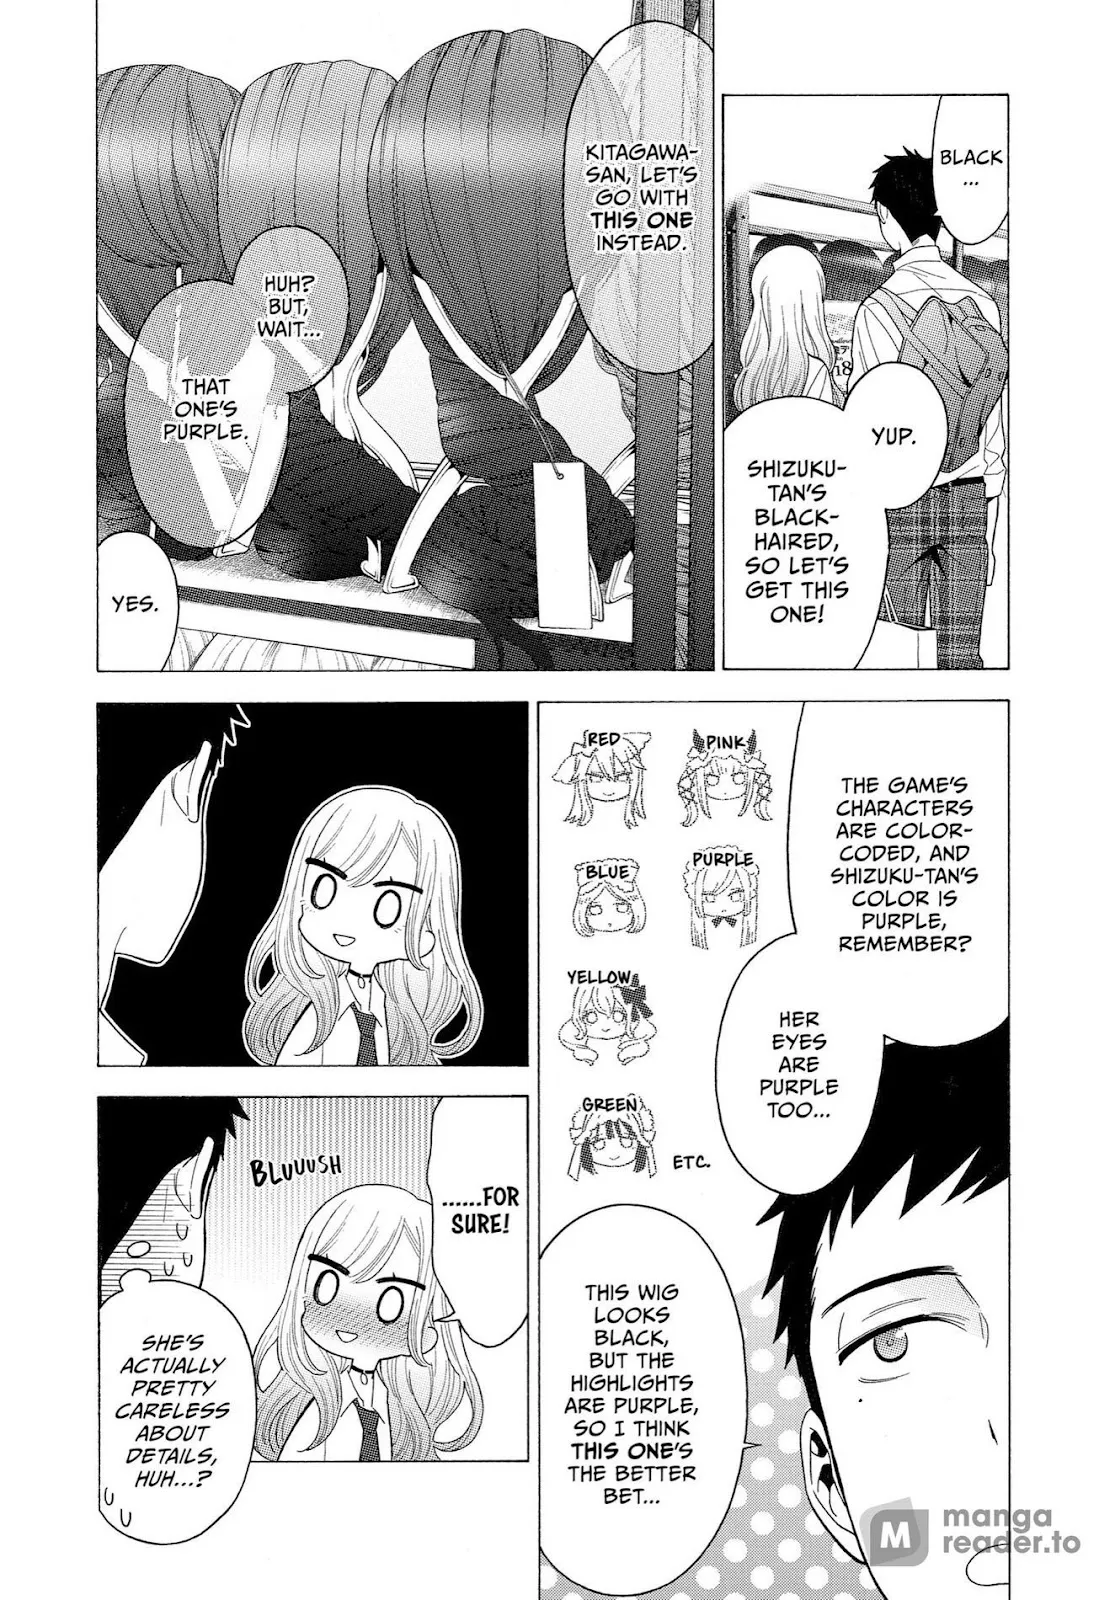 BLACK
...
YUP.
SHIZUKU-
TAN'S
BLACK-
HAIRED,
SO LET'S
GET THIS
ONE!
18
KITAGAWA-
SAN, LET'S
GO WITH
THIS ONE
INSTEAD.
HUH?
BUT,
WAIT...
THAT
ONE'S
PURPLE.
YES.
THE GAME'S
CHARACTERS
ARE COLOR-
CODED, AND
SHIZUKU-TAN'S
COLOR IS
PURPLE,
REMEMBER?
HER
EYES
ARE
PURPLE
TOO...
RED
PINK
BLUE
PURPLE
YELLOW
GREEN
ETC.
THIS WIG
LOOKS
BLACK,
BUT THE
HIGHLIGHTS
ARE PURPLE,
SO I THINK
THIS ONE'S
THE BETTER
BET...
......FOR
SURE!
BLUUUSH
SHE'S
ACTUALLY
PRETTY
CARELESS
ABOUT
DETAILS,
HUH...?
M
manga
reader.to